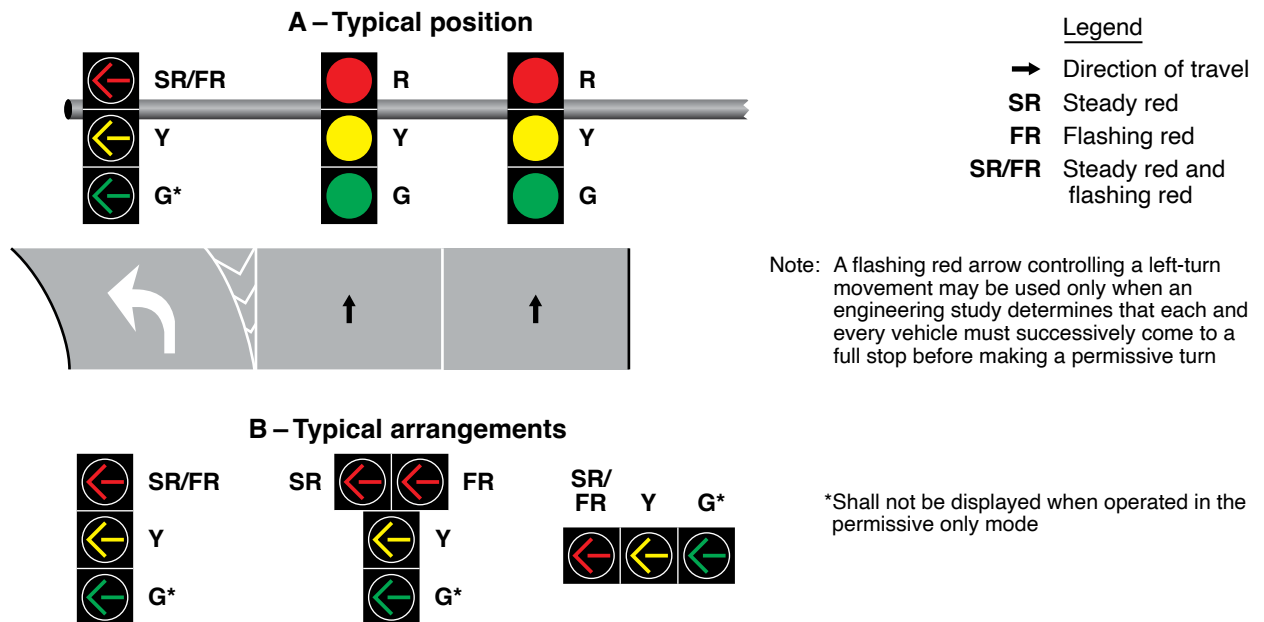 A – Typical position
SR/FR R R
Y Y Y
G* G G
Legend
Direction of travel
SR Steady red
FR Flashing red
SR/FR Steady red and
flashing red
Note: A flashing red arrow controlling a left-turn
movement may be used only when an
engineering study determines that each and
every vehicle must successively come to a
full stop before making a permissive turn
B – Typical arrangements
SR/FR
Y
G*
SR FR
Y
G*
SR/
FR Y G*
*Shall not be displayed when operated in the
permissive only mode